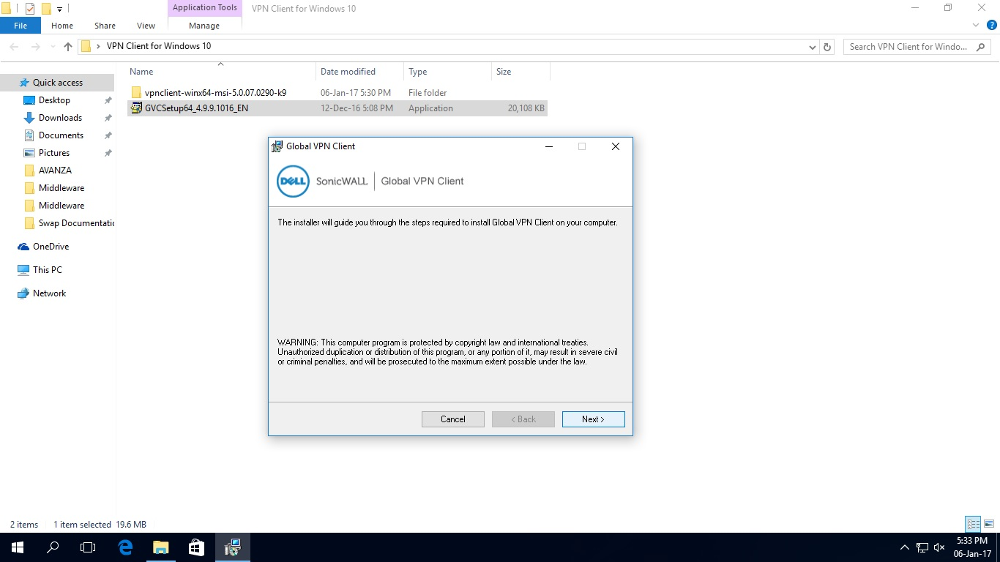 Application Tools
VPN Client for Windows 10
File
Home
Share
View
Manage
VPN Client for Windows 10
Search VPN Client for Windo...
Name
Date modified
Type
Size
Quick access
Desktop
Downloads
Documents
Pictures
AVANZA
Middleware
Middleware
Swap Documentatic
OneDrive
This PC
Network
vpnclient-winx64-msi-5.0.07.0290-k9
06-Jan-17 5:30 PM
File folder
GVCSetup64_4.9.9.1016_EN
12-Dec-16 5:08 PM
Application
20,108 KB
Global VPN Client
DELL
SonicWALL
Global VPN Client
The installer will guide you through the steps required to install Global VPN Client on your computer.
WARNING: This computer program is protected by copyright law and international treaties.
Unauthorized duplication or distribution of this program, or any portion of it, may result in severe civil
or criminal penalties, and will be prosecuted to the maximum extent possible under the law.
Cancel
< Back
Next >
2 items
1 item selected 19.6 MB
5:33 PM
06-Jan-17